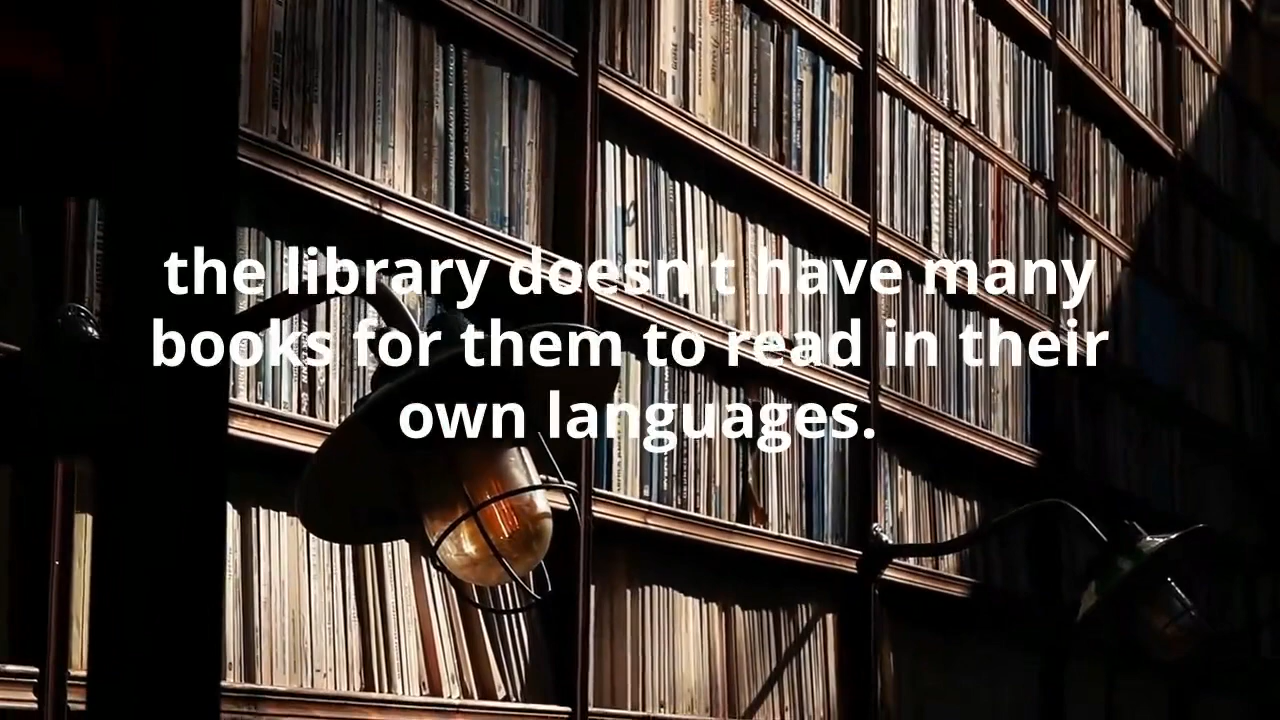 the library doesn't have many
books for them to read in their
own languages.